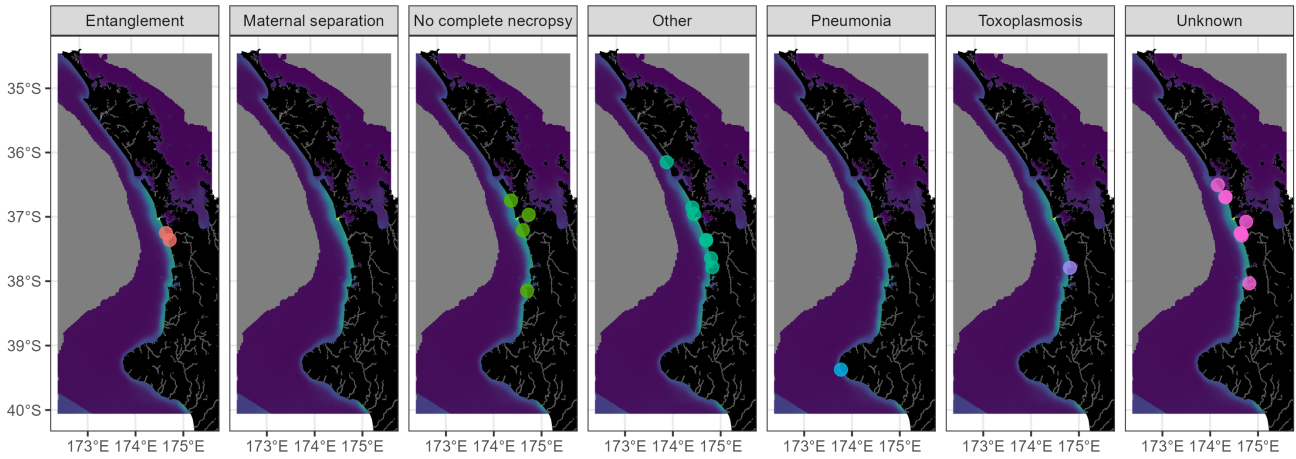 Entanglement
Maternal separation
No complete necropsy
Other
Pneumonia
Toxoplasmosis
Unknown
35°S
36°S
37°S
38°S
39°S
40°S
173°E 174°E 175°E
173°E 174°E 175°E
173°E 174°E 175°E
173°E 174°E 175°E
173°E 174°E 175°E
173°E 174°E 175°E
173°E 174°E 175°E